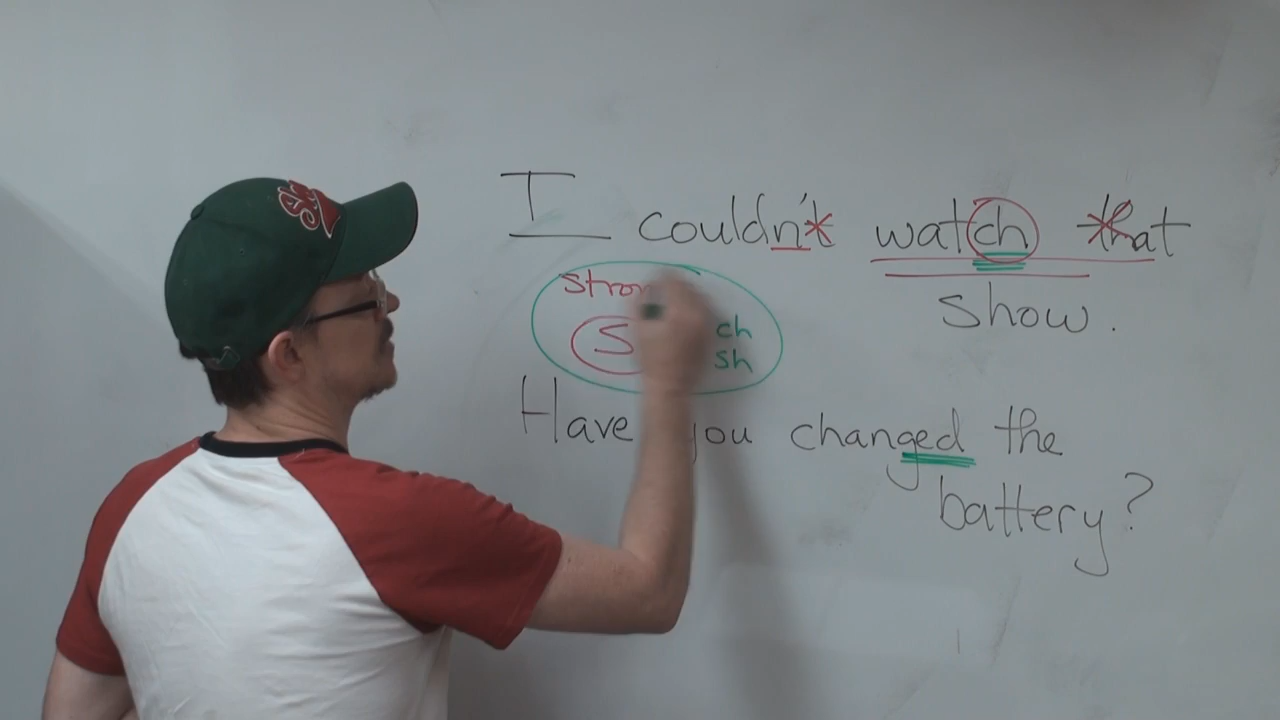 I couldn't watch that
show.
S
ch
sh
Have you changed the
battery?